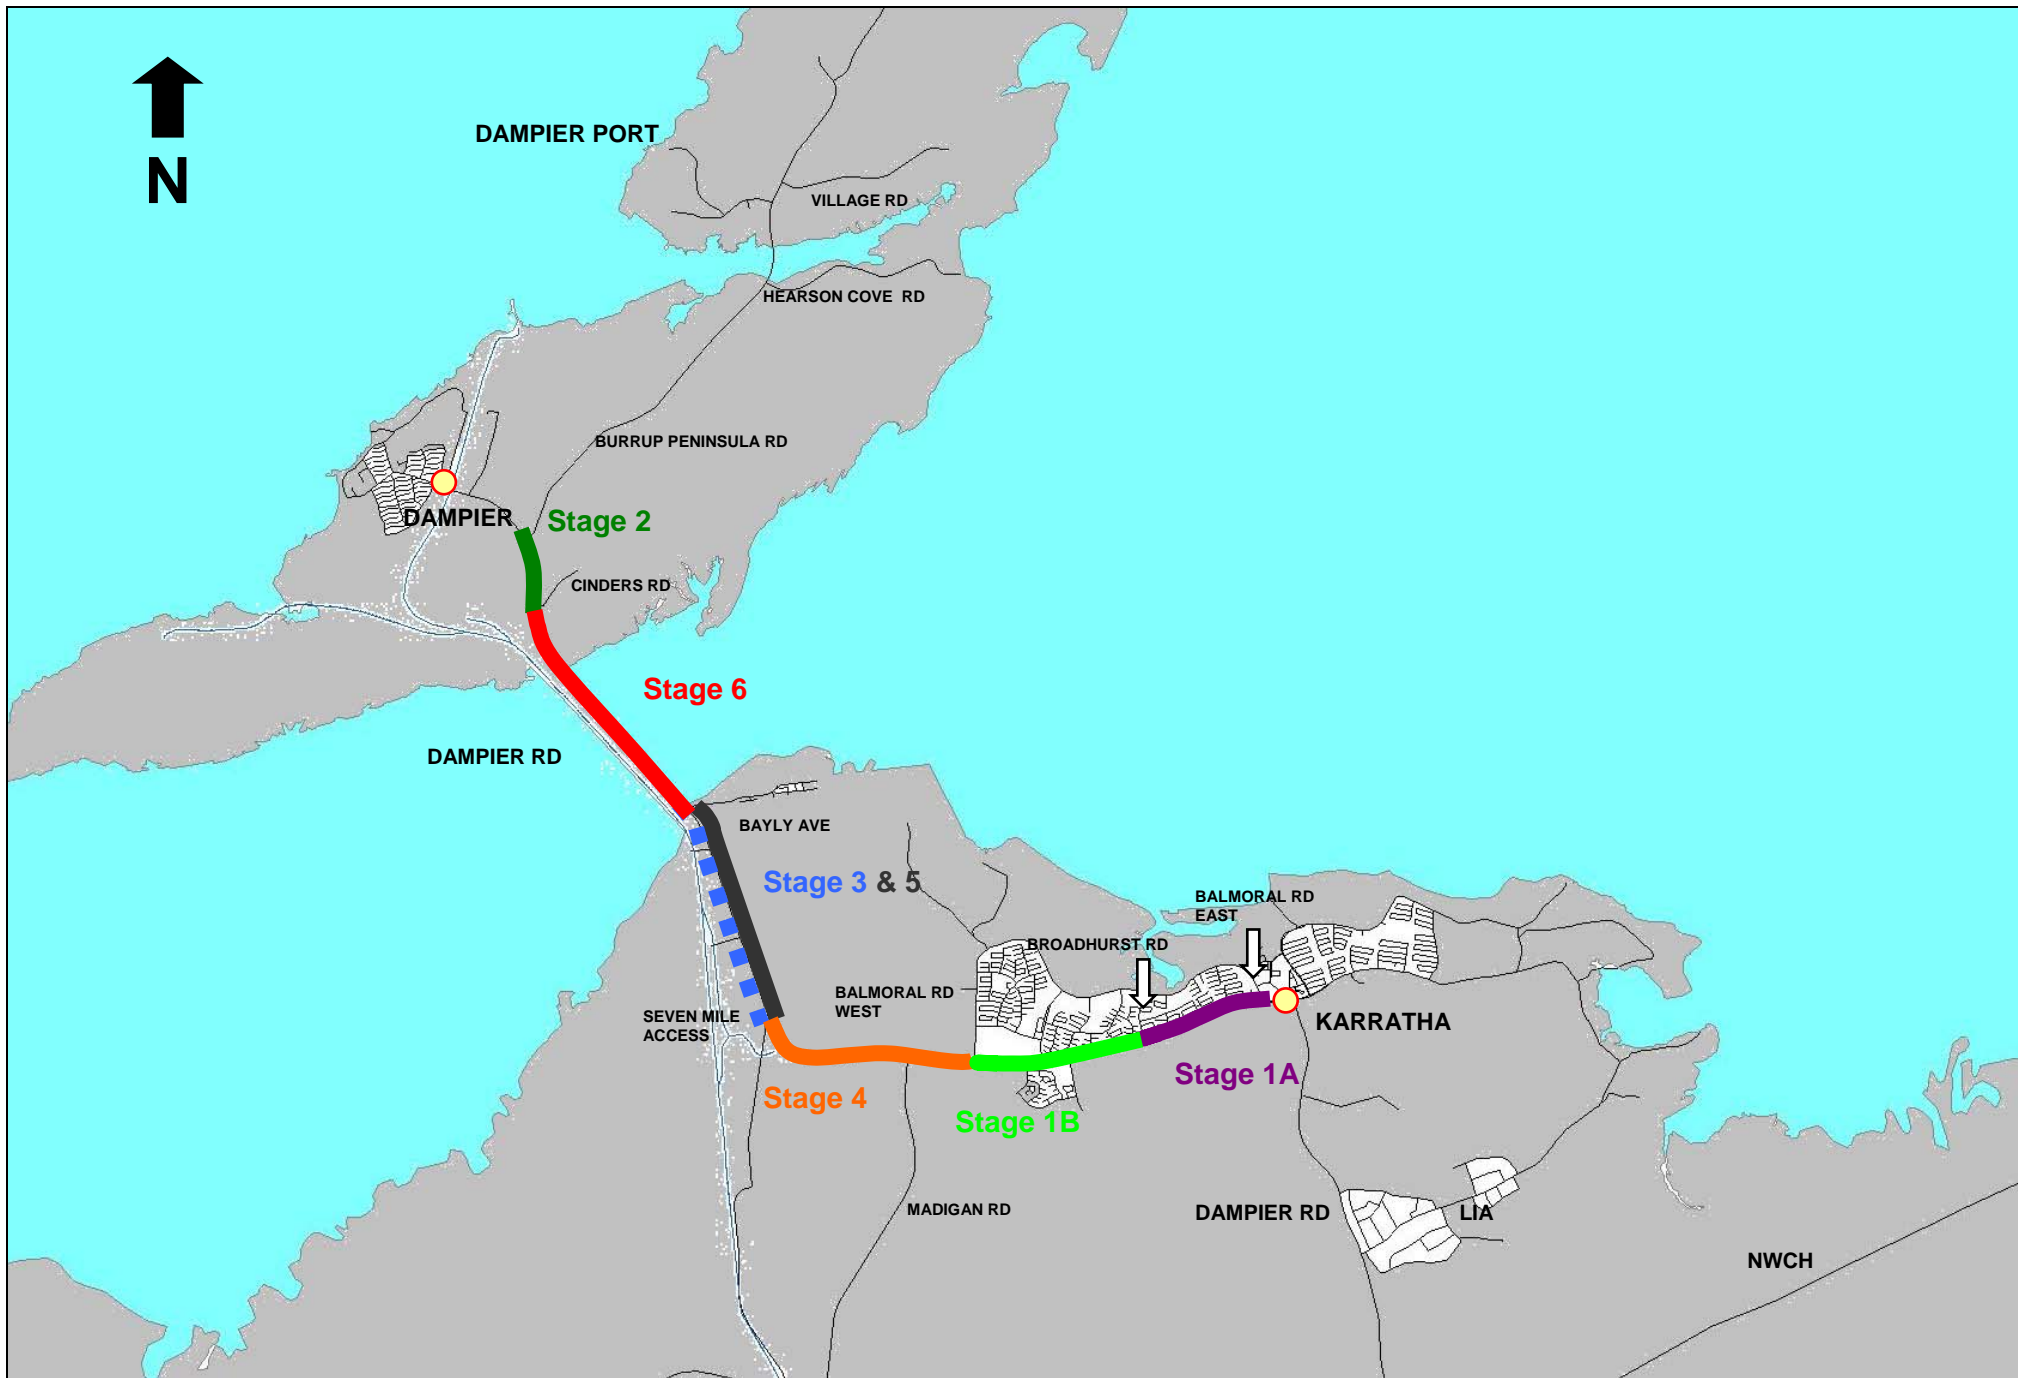 DAMPIER PORT
N
VILLAGE RD
HEARSON COVE RD
BURRUP PENINSULA RD
DAMPIER
Stage 2
CINDERS RD
Stage 6
DAMPIER RD
BAYLY AVE
Stage 3 & 5
BALMORAL RD
EAST
BROADHURST RD
BALMORAL RD
WEST
SEVEN MILE
ACCESS
KARRATHA
Stage 1A
Stage 4
Stage 1B
MADIGAN RD
DAMPIER RD
LIA
NWCH